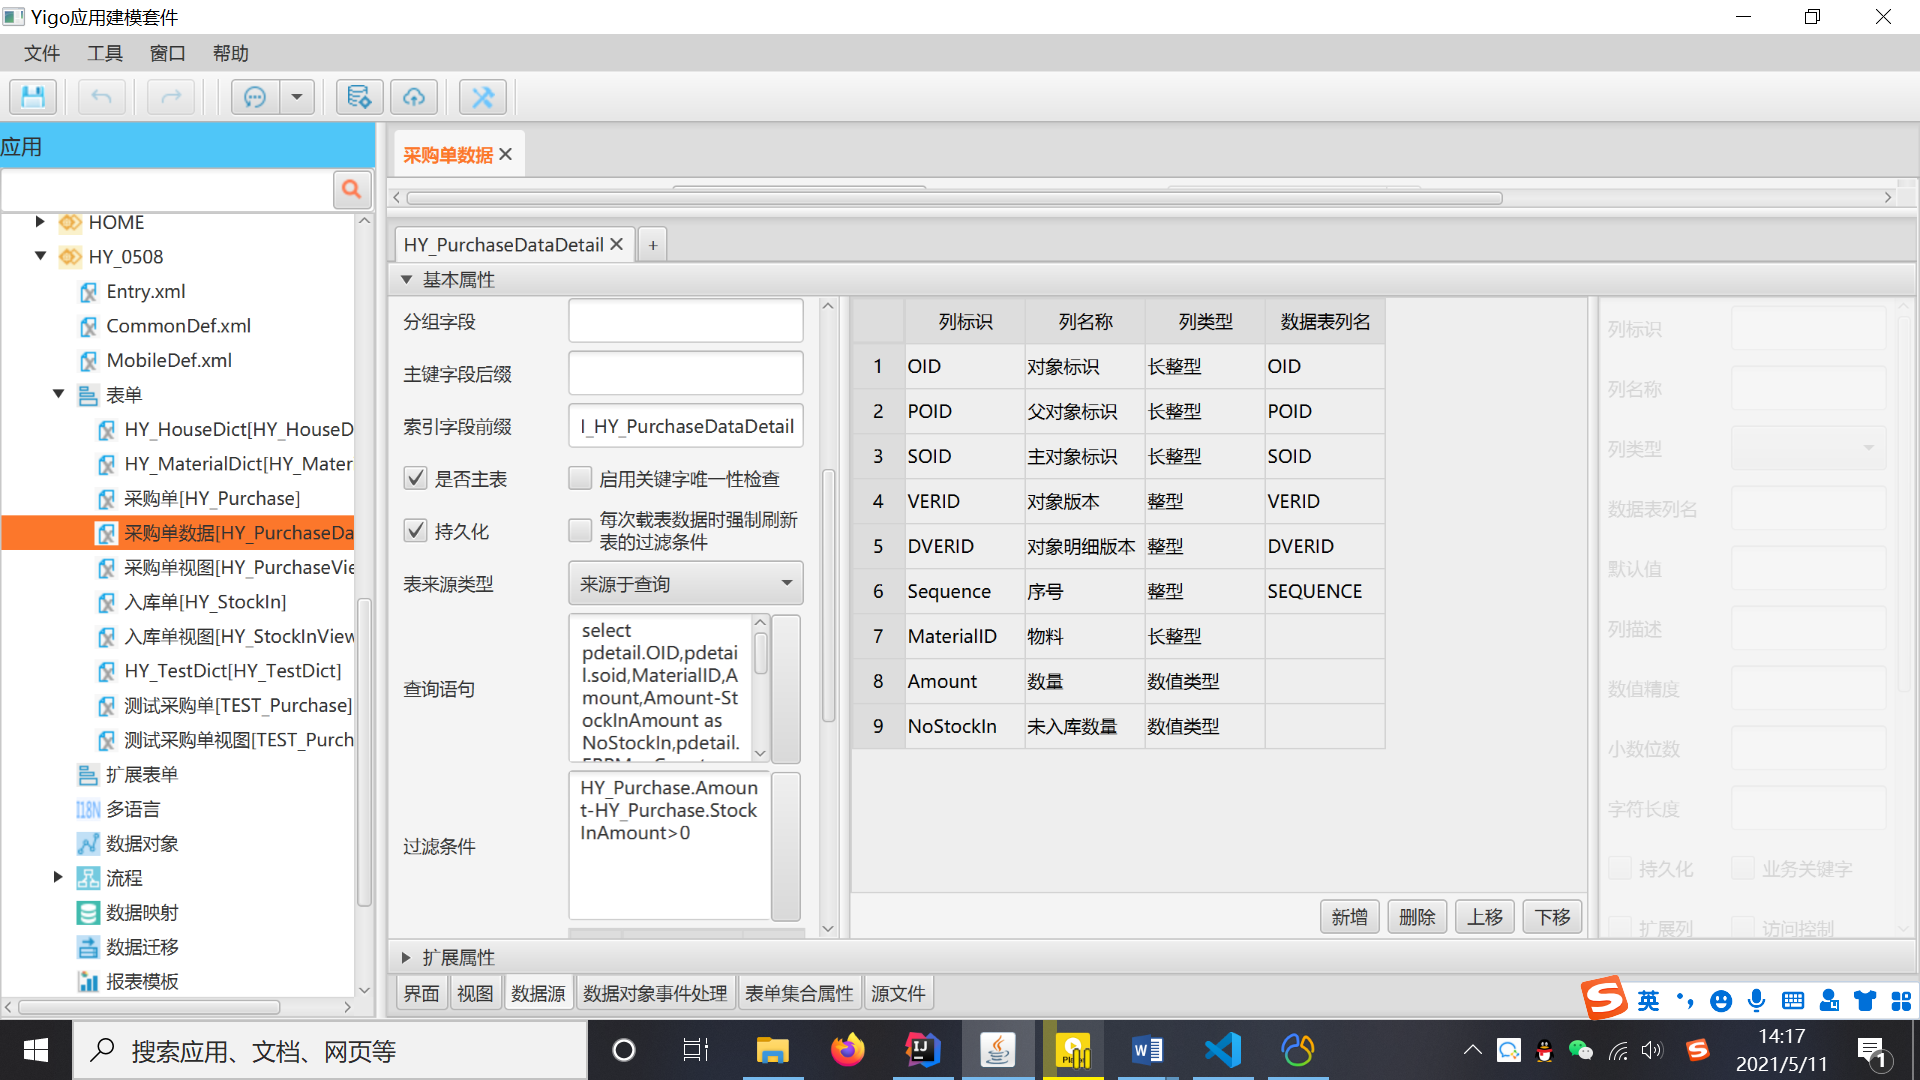 Yigo应用建模套件
文件 工具 窗口 帮助
应用
采购单数据
HOME
HY_0508
Entry.xml
CommonDef.xml
MobileDef.xml
表单
HY_HouseDict[HY_HouseD
HY_MaterialDict[HY_Mater
采购单[HY_Purchase]
采购单数据[HY_PurchaseDa
采购单视图[HY_PurchaseVie
入库单[HY_StockIn]
入库单视图[HY_StockInView
HY_TestDict[HY_TestDict]
测试采购单[TEST_Purchase]
测试采购单视图[TEST_Purch
扩展表单
I18N 多语言
数据对象
流程
数据映射
数据迁移
报表模板
HY_PurchaseDataDetail +
基本属性
分组字段
主键字段后缀
索引字段前缀 I_HY_PurchaseDataDetail
是否主表 启用关键字唯一性检查
持久化 每次载表数据时强制刷新
表的过滤条件
表来源类型 来源于查询
查询语句
select
pdetail.OID,pdetai
l.soid,MaterialID,A
mount,Amount-St
ockInAmount as
NoStockIn,pdetail.
过滤条件
HY_Purchase.Amoun
t-HY_Purchase.Stock
InAmount>0
列标识 列名称 列类型 数据表列名
1 OID 对象标识 长整型 OID
2 POID 父对象标识 长整型 POID
3 SOID 主对象标识 长整型 SOID
4 VERID 对象版本 整型 VERID
5 DVERID 对象明细版本 整型 DVERID
6 Sequence 序号 整型 SEQUENCE
7 MaterialID 物料 长整型
8 Amount 数量 数值类型
9 NoStockIn 未入库数量 数值类型
新增 删除 上移 下移
列标识
列名称
列类型
数据表列名
默认值
列描述
数值精度
小数位数
字符长度
持久化 业务关键字
扩展列 访问控制
扩展属性
界面 视图 数据源 数据对象事件处理 表单集合属性 源文件
英
搜索应用、文档、网页等
14:17
2021/5/11
1